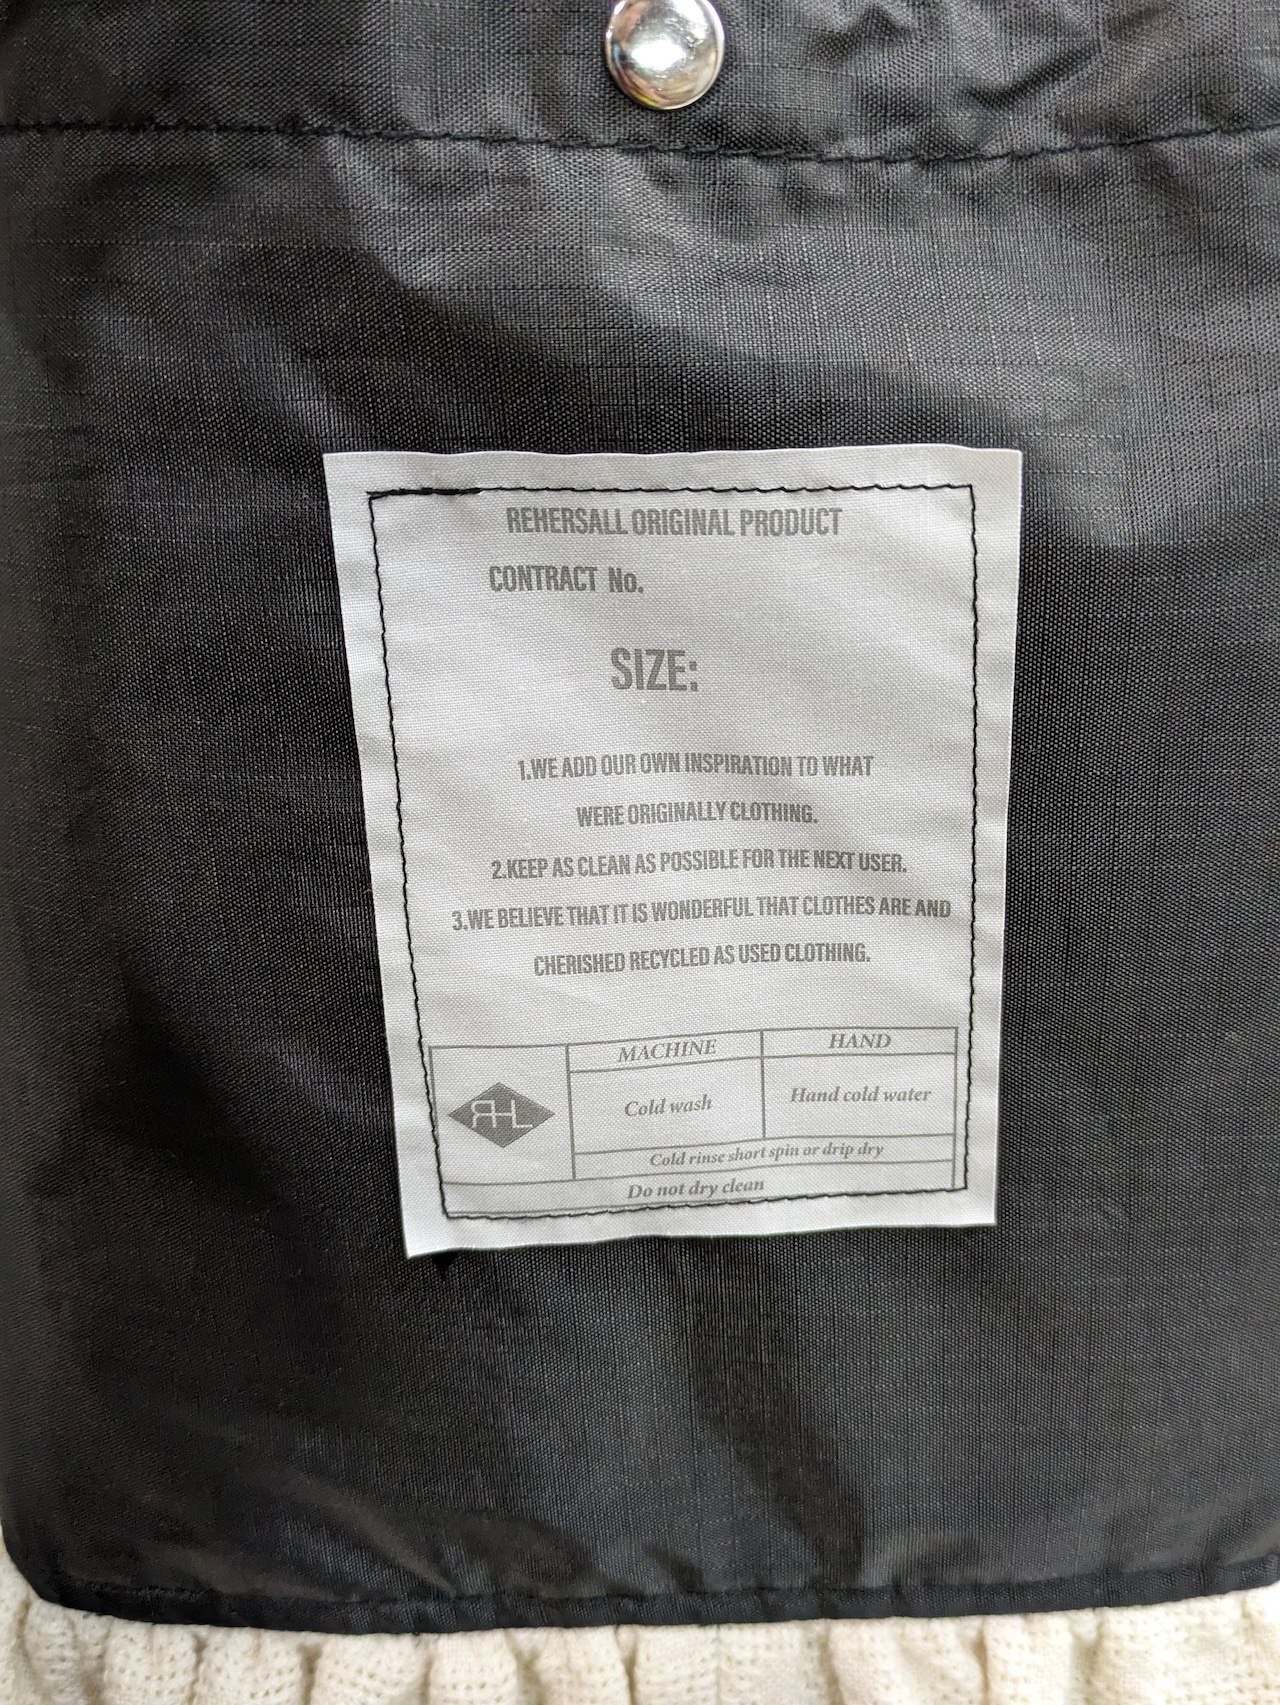 REHERSALL ORIGINAL PRODUCT
CONTRACT No.
SIZE:
1.WE ADD OUR OWN INSPIRATION TO WHAT
WERE ORIGINALLY CLOTHING.
2.KEEP AS CLEAN AS POSSIBLE FOR THE NEXT USER.
3.WE BELIEVE THAT IT IS WONDERFUL THAT CLOTHES ARE AND
CHERISHED RECYCLED AS USED CLOTHING.
MACHINE HAND
RHL Cold wash Hand cold water
Cold rinse short spin or drip dry
Do not dry clean